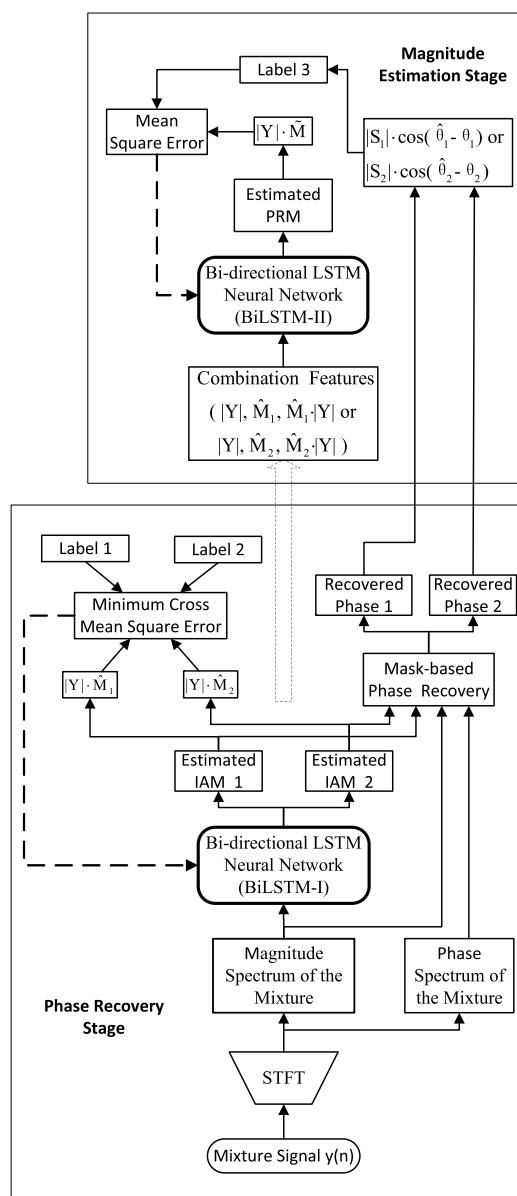 Magnitude
Estimation Stage
Label 3
Mean
Square Error
|Y|· M̃
|S₁|·cos( θ̂₁- θ₁) or
|S₂|·cos( θ̂₂- θ₂)
Estimated
PRM
Bi-directional LSTM
Neural Network
(BiLSTM-II)
Combination Features
( |Y|, M̂₁, M̂₁·|Y| or
|Y|, M̂₂, M̂₂·|Y| )
Label 1
Label 2
Minimum Cross
Mean Square Error
Recovered
Phase 1
Recovered
Phase 2
|Y|· M̂₁
|Y|· M̂₂
Mask-based
Phase Recovery
Estimated
IAM 1
Estimated
IAM 2
Bi-directional LSTM
Neural Network
(BiLSTM-I)
Magnitude
Spectrum of the
Mixture
Phase
Spectrum of
the Mixture
Phase Recovery
Stage
STFT
Mixture Signal y(n)